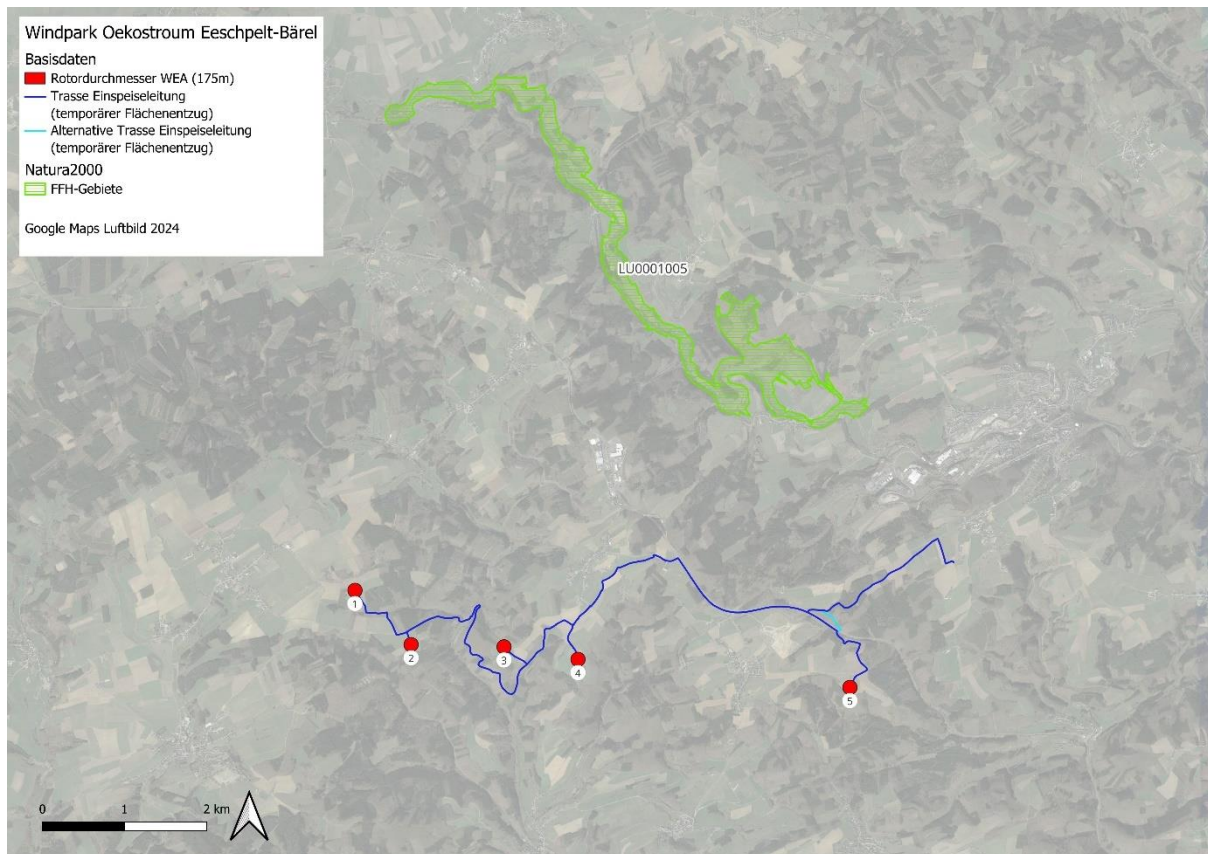 Windpark Oekostroum Eeschpelt-Bärel
Basisdaten
Rotordurchmesser WEA (175m)
Trasse Einspeiseleitung
(temporärer Flächenentzug)
Alternative Trasse Einspeiseleitung
(temporärer Flächenentzug)
Natura2000
FFH-Gebiete
Google Maps Luftbild 2024
LU0001005
1
2
3
4
5
0 1 2 km